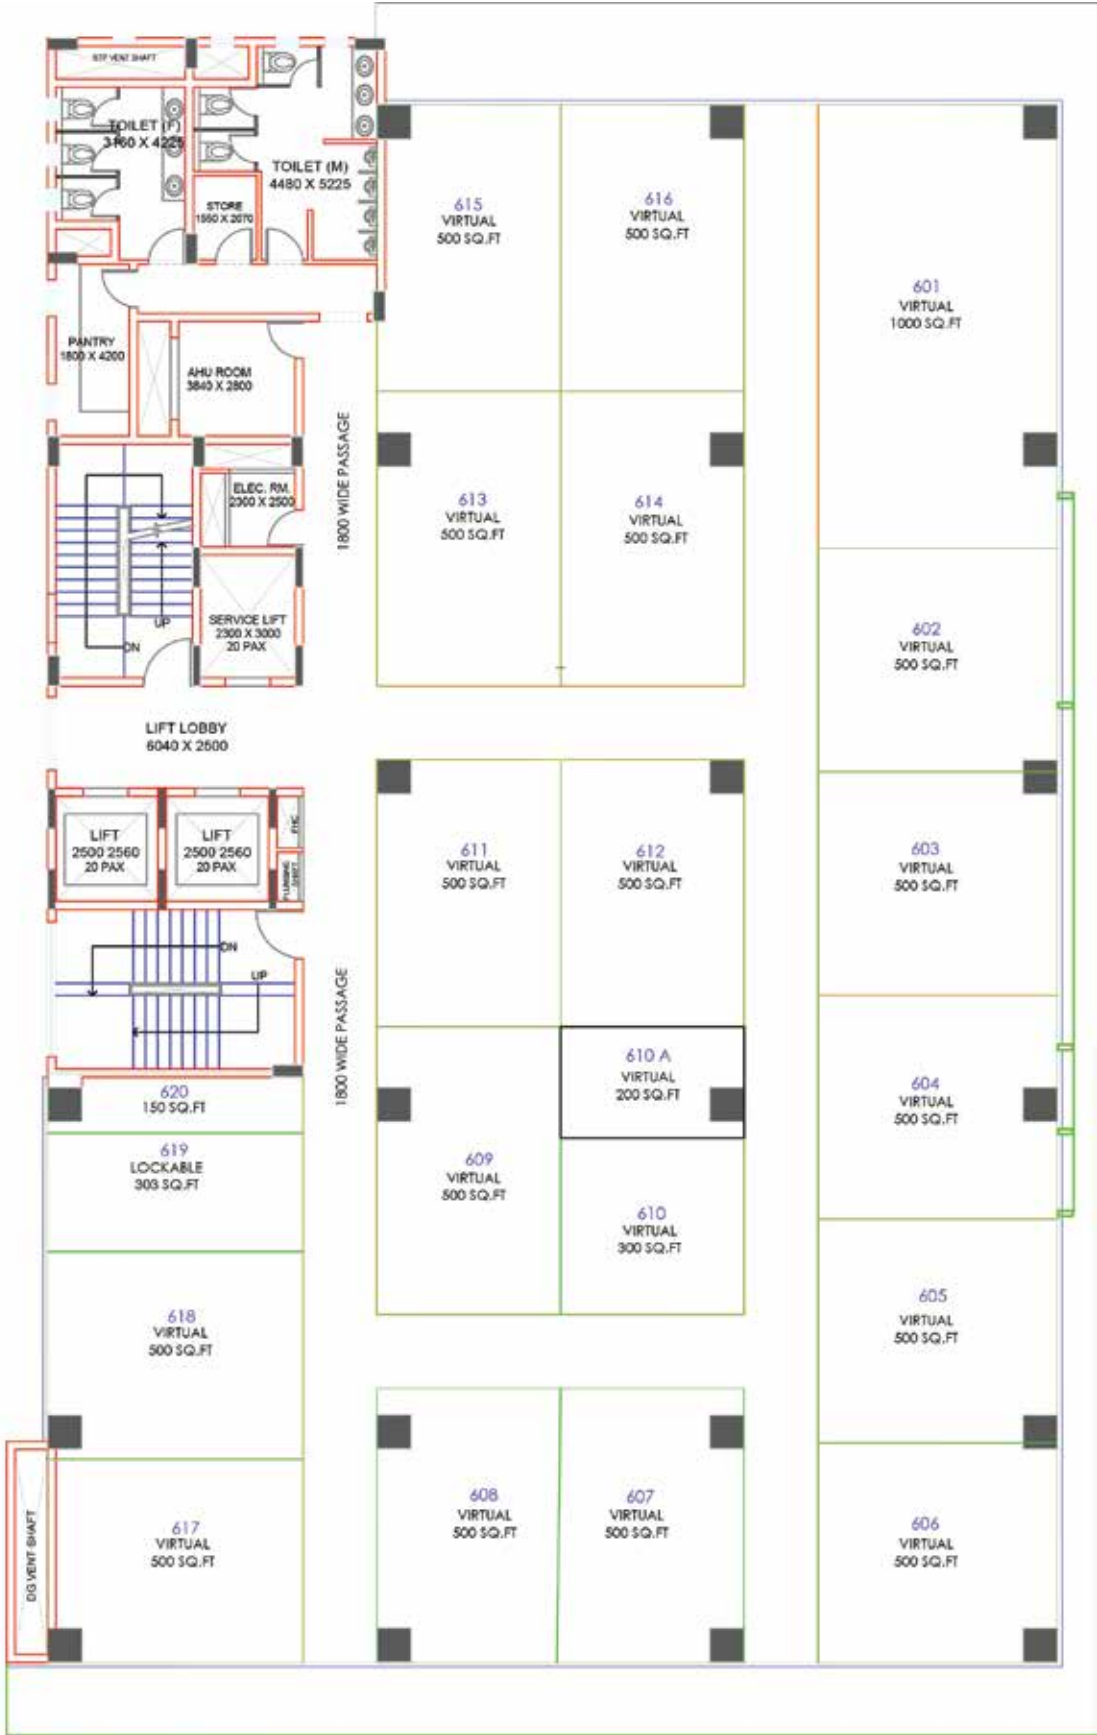 STP VENT SHAFT
TOILET (F)
3160 X 4225
TOILET (M)
4480 X 5225
STORE
1550 X 2070
PANTRY
1800 X 4200
AHU ROOM
3840 X 2800
ELEC. RM.
2300 X 2500
UP
DN
SERVICE LIFT
2300 X 3000
20 PAX
LIFT LOBBY
6040 X 2500
LIFT
2500 2560
20 PAX
LIFT
2500 2560
20 PAX
FHC
PLUMBING
SHAFT
DN
UP
1800 WIDE PASSAGE
1800 WIDE PASSAGE
615
VIRTUAL
500 SQ.FT
616
VIRTUAL
500 SQ.FT
601
VIRTUAL
1000 SQ.FT
613
VIRTUAL
500 SQ.FT
614
VIRTUAL
500 SQ.FT
602
VIRTUAL
500 SQ.FT
611
VIRTUAL
500 SQ.FT
612
VIRTUAL
500 SQ.FT
603
VIRTUAL
500 SQ.FT
610 A
VIRTUAL
200 SQ.FT
604
VIRTUAL
500 SQ.FT
620
150 SQ.FT
619
LOCKABLE
303 SQ.FT
609
VIRTUAL
500 SQ.FT
610
VIRTUAL
300 SQ.FT
605
VIRTUAL
500 SQ.FT
618
VIRTUAL
500 SQ.FT
617
VIRTUAL
500 SQ.FT
608
VIRTUAL
500 SQ.FT
607
VIRTUAL
500 SQ.FT
606
VIRTUAL
500 SQ.FT
DG VENT SHAFT